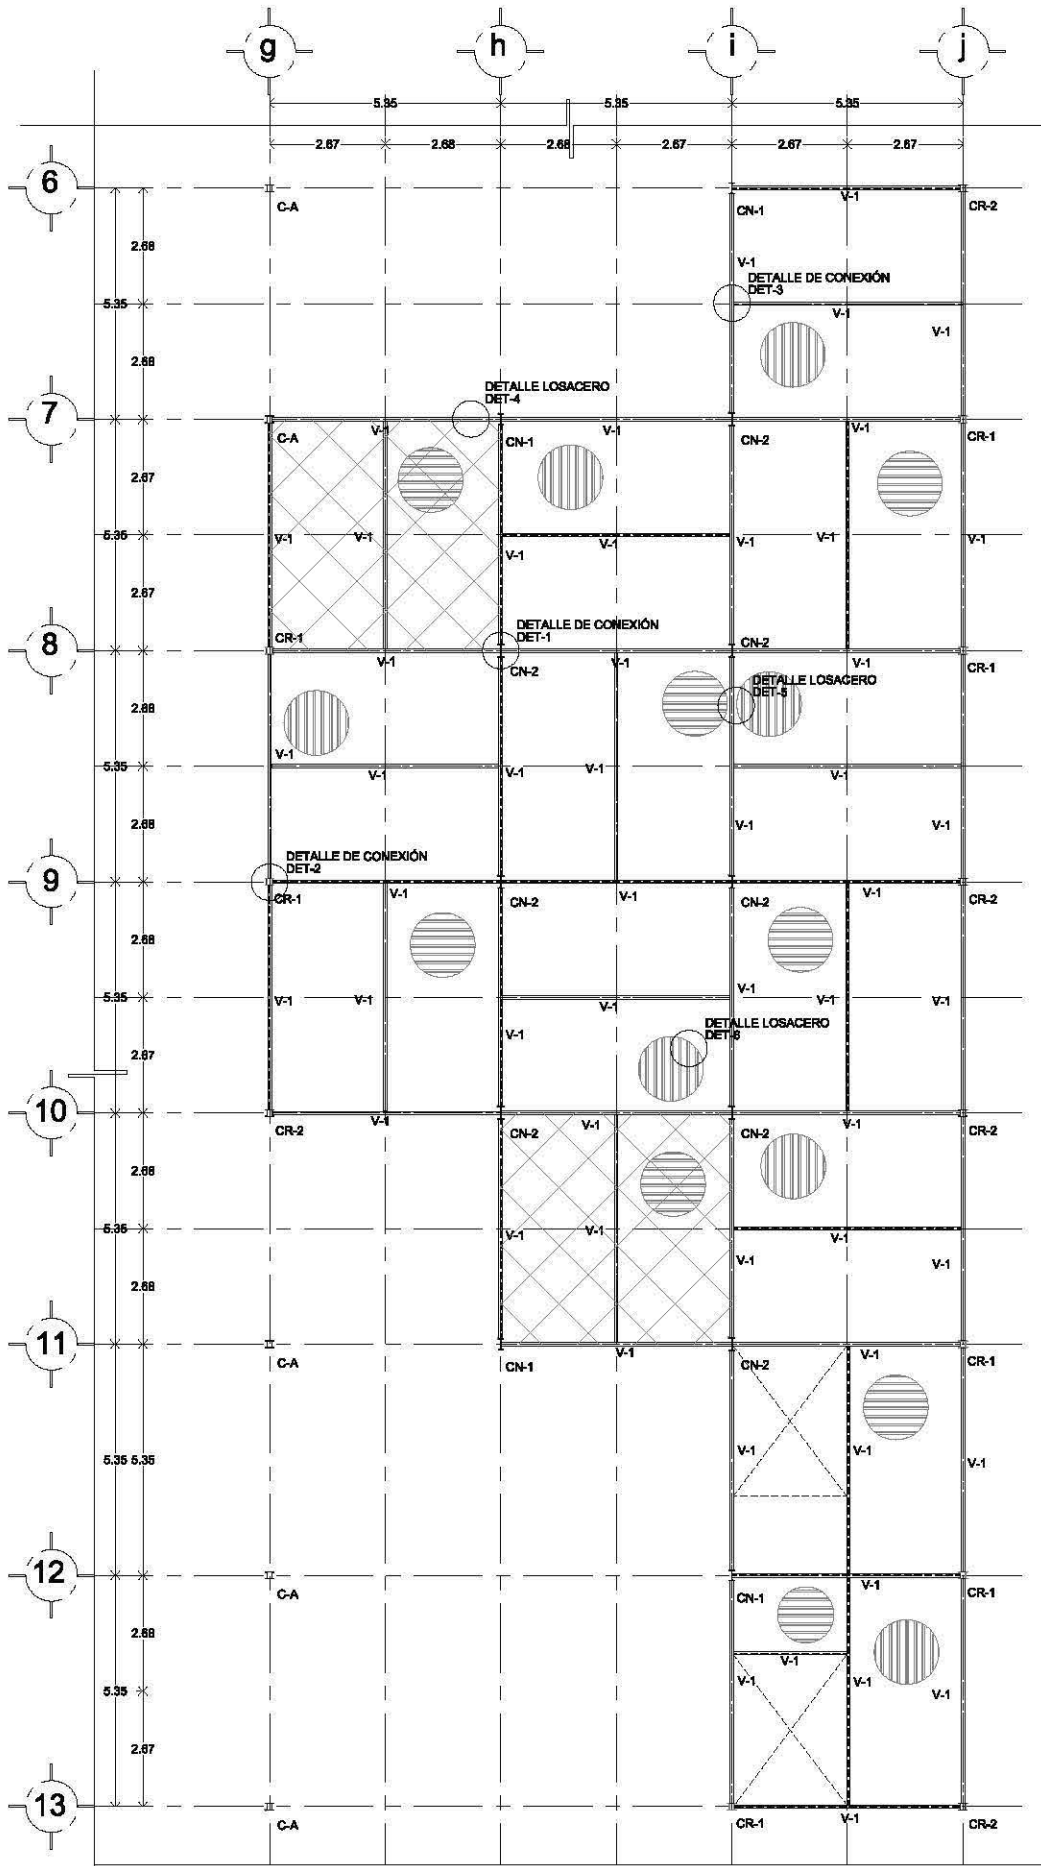 g h i j
5.35 5.35 5.35
2.67 2.68 2.68 2.67 2.67 2.67
6
V-1
C-A CN-1 CR-2
2.68
V-1
DETALLE DE CONEXIÓN
DET-3
5.35
V-1 V-1
2.68
DETALLE LOSACERO
DET-4
7
V-1 V-1 V-1
C-A CN-1 CN-2 CR-1
2.67
5.35
V-1 V-1 V-1 V-1 V-1 V-1
V-1
2.67
DETALLE DE CONEXIÓN
DET-1
CR-1 CN-2
8
V-1 V-1 V-1
CN-2 CR-1
DETALLE LOSACERO
DET-5
2.68
V-1
5.35
V-1 V-1 V-1 V-1
2.68
V-1 V-1
DETALLE DE CONEXIÓN
DET-2
9
V-1 V-1 V-1
CR-1 CN-2 CN-2 CR-2
2.68
V-1
5.35
V-1 V-1 V-1 V-1 V-1
DETALLE LOSACERO
DET-6
V-1
2.67
10
V-1 V-1 V-1
CR-2 CN-2 CN-2 CR-2
2.68
5.35
V-1 V-1 V-1
V-1 V-1
2.68
11
V-1 V-1
C-A CN-1 CN-2 CR-1
V-1 V-1
5.35 5.35
V-1
12
V-1
C-A CN-1 CR-1
2.68
V-1
V-1 V-1
5.35
V-1
2.67
13
C-A CR-1 V-1 CR-2